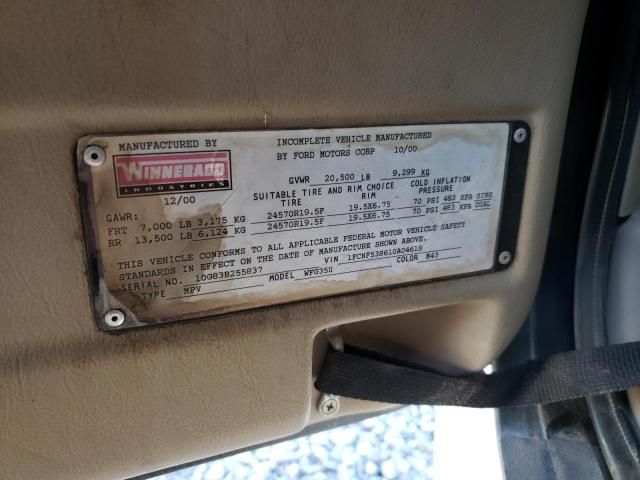 MANUFACTURED BY
WINNEBAGO
INDUSTRIES
12/00
INCOMPLETE VEHICLE MANUFACTURED
BY FORD MOTORS CORP 10/00
GVWR 20,500 LB 9,299 KG
SUITABLE TIRE AND RIM CHOICE COLD INFLATION
TIRE RIM PRESSURE
GAWR:
FRT 7,000 LB 3,175 KG 24570R19.5F 19.5X6.75 70 PSI 483 KPA SING
RR 13,500 LB 6,124 KG 24570R19.5F 19.5X6.75 70 PSI 483 KPA DUAL
THIS VEHICLE CONFORMS TO ALL APPLICABLE FEDERAL MOTOR VEHICLE SAFETY
STANDARDS IN EFFECT ON THE DATE OF MANUFACTURE SHOWN ABOVE.
SERIAL NO. 10G83B255837 VIN 1FCNF53S610A04618
TYPE MPV MODEL WFG35U COLOR M43